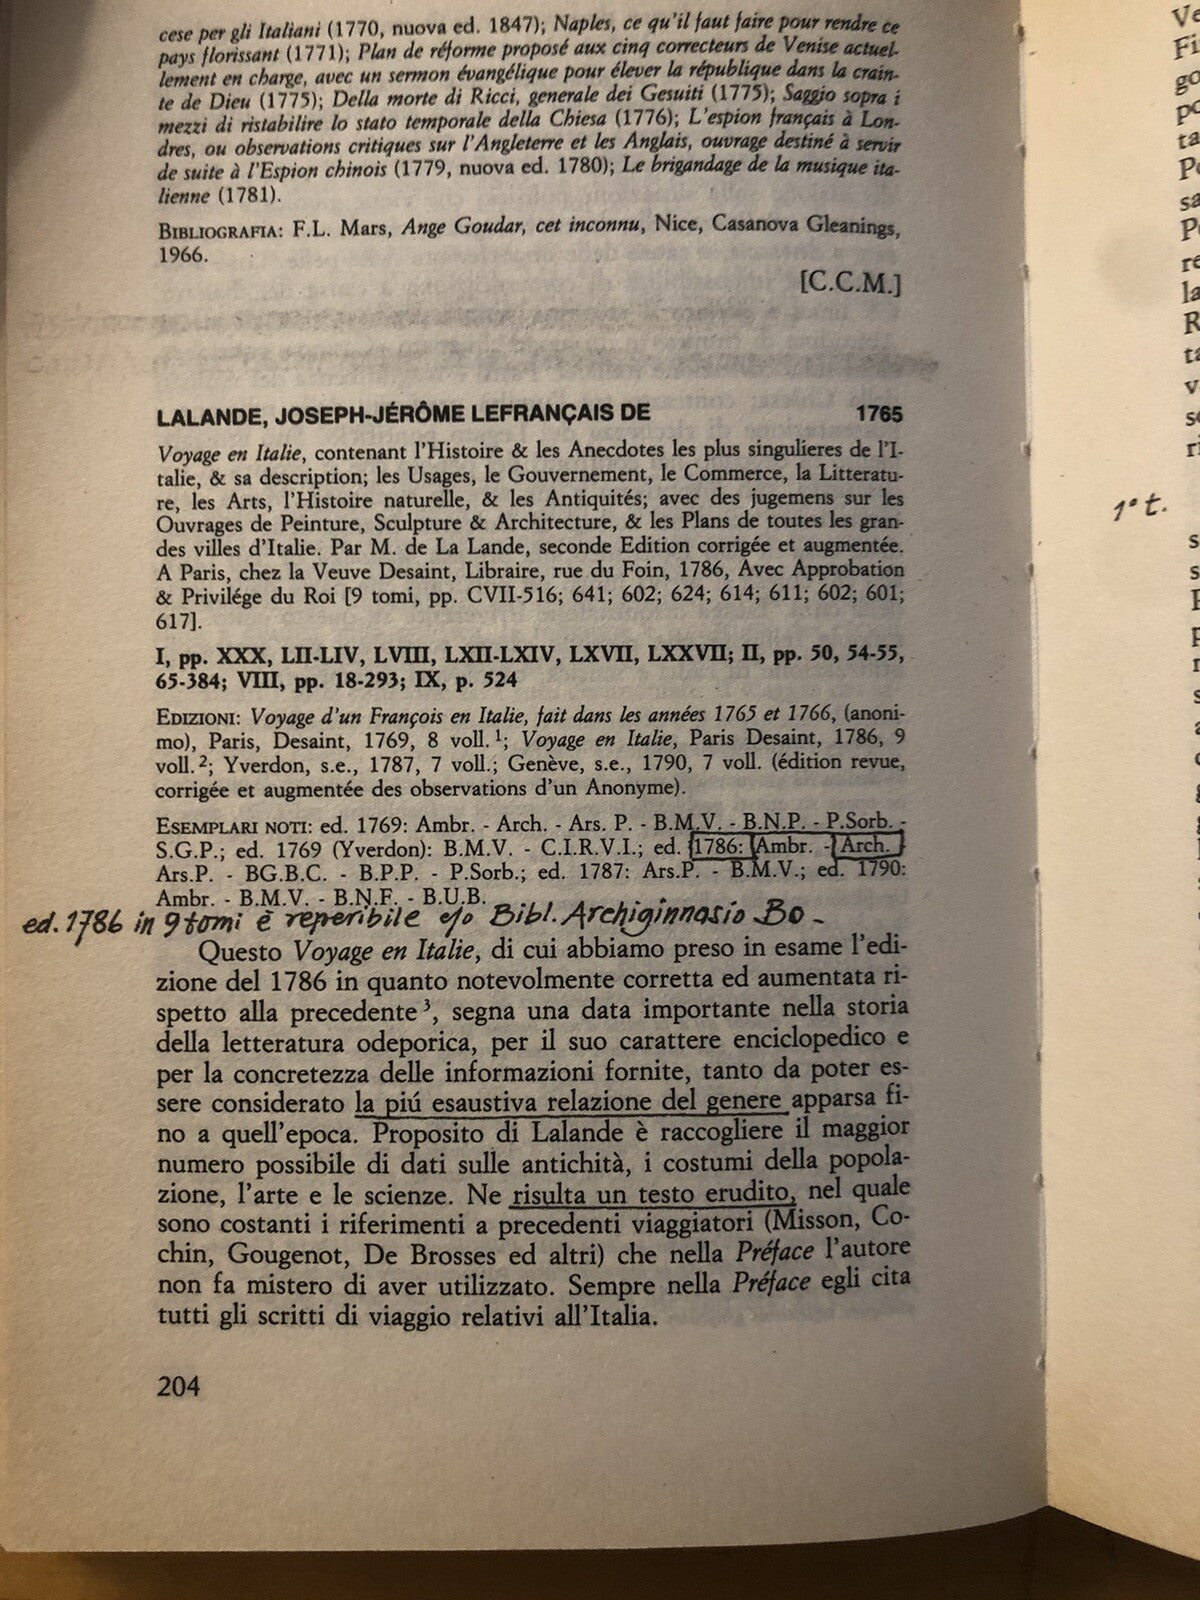 cese per gli Italiani (1770, nuova ed. 1847); Naples, ce qu'il faut faire pour rendre ce
pays florissant (1771); Plan de réforme proposé aux cinq correcteurs de Venise actuel-
lement en charge, avec un sermon évangélique pour élever la république dans la crain-
te de Dieu (1775); Della morte di Ricci, generale dei Gesuiti (1775); Saggio sopra i
mezzi di ristabilire lo stato temporale della Chiesa (1776); L'espion français à Lon-
dres, ou observations critiques sur l'Angleterre et les Anglais, ouvrage destiné à servir
de suite à l'Espion chinois (1779, nuova ed. 1780); Le brigandage de la musique ita-
lienne (1781).
BIBLIOGRAFIA: F.L. Mars, Ange Goudar, cet inconnu, Nice, Casanova Gleanings,
1966.
[C.C.M.]
LALANDE, JOSEPH-JÉRÔME LEFRANÇAIS DE 1765
Voyage en Italie, contenant l'Histoire & les Anecdotes les plus singulieres de l'I-
talie, & sa description; les Usages, le Gouvernement, le Commerce, la Litteratu-
re, les Arts, l'Histoire naturelle, & les Antiquités; avec des jugemens sur les
Ouvrages de Peinture, Sculpture & Architecture, & les Plans de toutes les gran-
des villes d'Italie. Par M. de La Lande, seconde Edition corrigée et augmentée.
A Paris, chez la Veuve Desaint, Libraire, rue du Foin, 1786, Avec Approbation
& Privilége du Roi [9 tomi, pp. CVII-516; 641; 602; 624; 614; 611; 602; 601;
617].
I, pp. XXX, LII-LIV, LVIII, LXII-LXIV, LXVII, LXXVII; II, pp. 50, 54-55,
65-384; VIII, pp. 18-293; IX, p. 524
EDIZIONI: Voyage d'un François en Italie, fait dans les années 1765 et 1766, (anoni-
mo), Paris, Desaint, 1769, 8 voll.¹; Voyage en Italie, Paris Desaint, 1786, 9
voll.²; Yverdon, s.e., 1787, 7 voll.; Genève, s.e., 1790, 7 voll. (édition revue,
corrigée et augmentée des observations d'un Anonyme).
ESEMPLARI NOTI: ed. 1769: Ambr. - Arch. - Ars. P. - B.M.V. - B.N.P. - P.Sorb. -
S.G.P.; ed. 1769 (Yverdon): B.M.V. - C.I.R.V.I.; ed. 1786: Ambr. - Arch.
Ars.P. - BG.B.C. - B.P.P. - P.Sorb.; ed. 1787: Ars.P. - B.M.V.; ed. 1790:
Ambr. - B.M.V. - B.N.F. - B.U.B.
ed. 1786 in 9 tomi è reperibile c/o Bibl. Archiginnasio Bo -
Questo Voyage en Italie, di cui abbiamo preso in esame l'edi-
zione del 1786 in quanto notevolmente corretta ed aumentata ri-
spetto alla precedente³, segna una data importante nella storia
della letteratura odeporica, per il suo carattere enciclopedico e
per la concretezza delle informazioni fornite, tanto da poter es-
sere considerato la piú esaustiva relazione del genere apparsa fi-
no a quell'epoca. Proposito di Lalande è raccogliere il maggior
numero possibile di dati sulle antichità, i costumi della popola-
zione, l'arte e le scienze. Ne risulta un testo erudito, nel quale
sono costanti i riferimenti a precedenti viaggiatori (Misson, Co-
chin, Gougenot, De Brosses ed altri) che nella Préface l'autore
non fa mistero di aver utilizzato. Sempre nella Préface egli cita
tutti gli scritti di viaggio relativi all'Italia.
204
1° t.